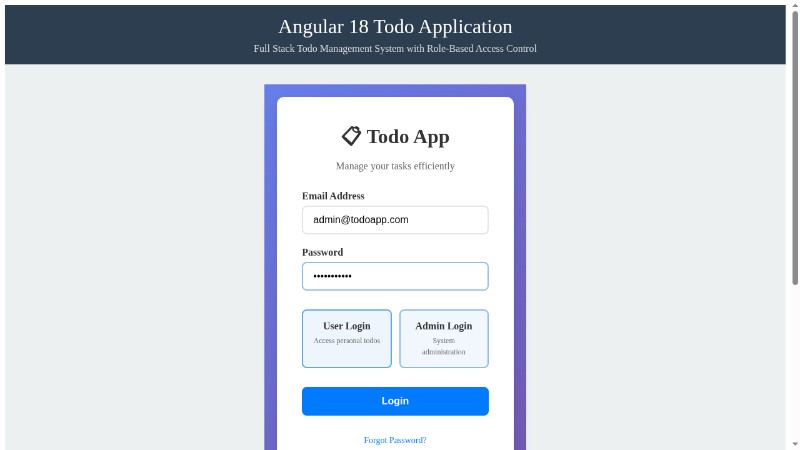 Angular 18 Todo Application
Full Stack Todo Management System with Role-Based Access Control
📋 Todo App
Manage your tasks efficiently
Email Address
admin@todoapp.com
Password
•••••••••••
User Login
Access personal todos
Admin Login
System
administration
Login
Forgot Password?